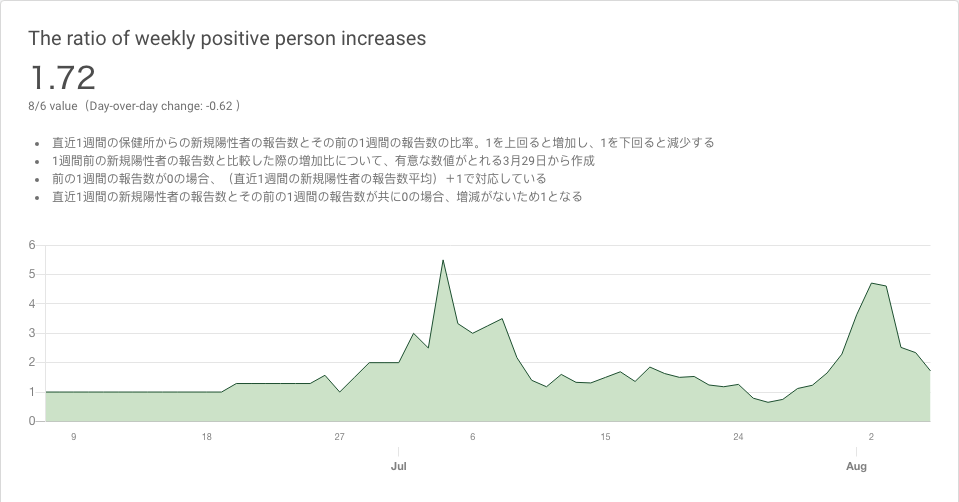 The ratio of weekly positive person increases
1.72
8/6 value（Day-over-day change: -0.62 ）
• 直近1週間の保健所からの新規陽性者の報告数とその前の1週間の報告数の比率。1を上回ると増加し、1を下回ると減少する
• 1週間前の新規陽性者の報告数と比較した際の増加比について、有意な数値がとれる3月29日から作成
• 前の1週間の報告数が0の場合、（直近1週間の新規陽性者の報告数平均）＋1で対応している
• 直近1週間の新規陽性者の報告数とその前の1週間の報告数が共に0の場合、増減がないため1となる
6
5
4
3
2
1
0
9 18 27 6 15 24 2
Jul Aug